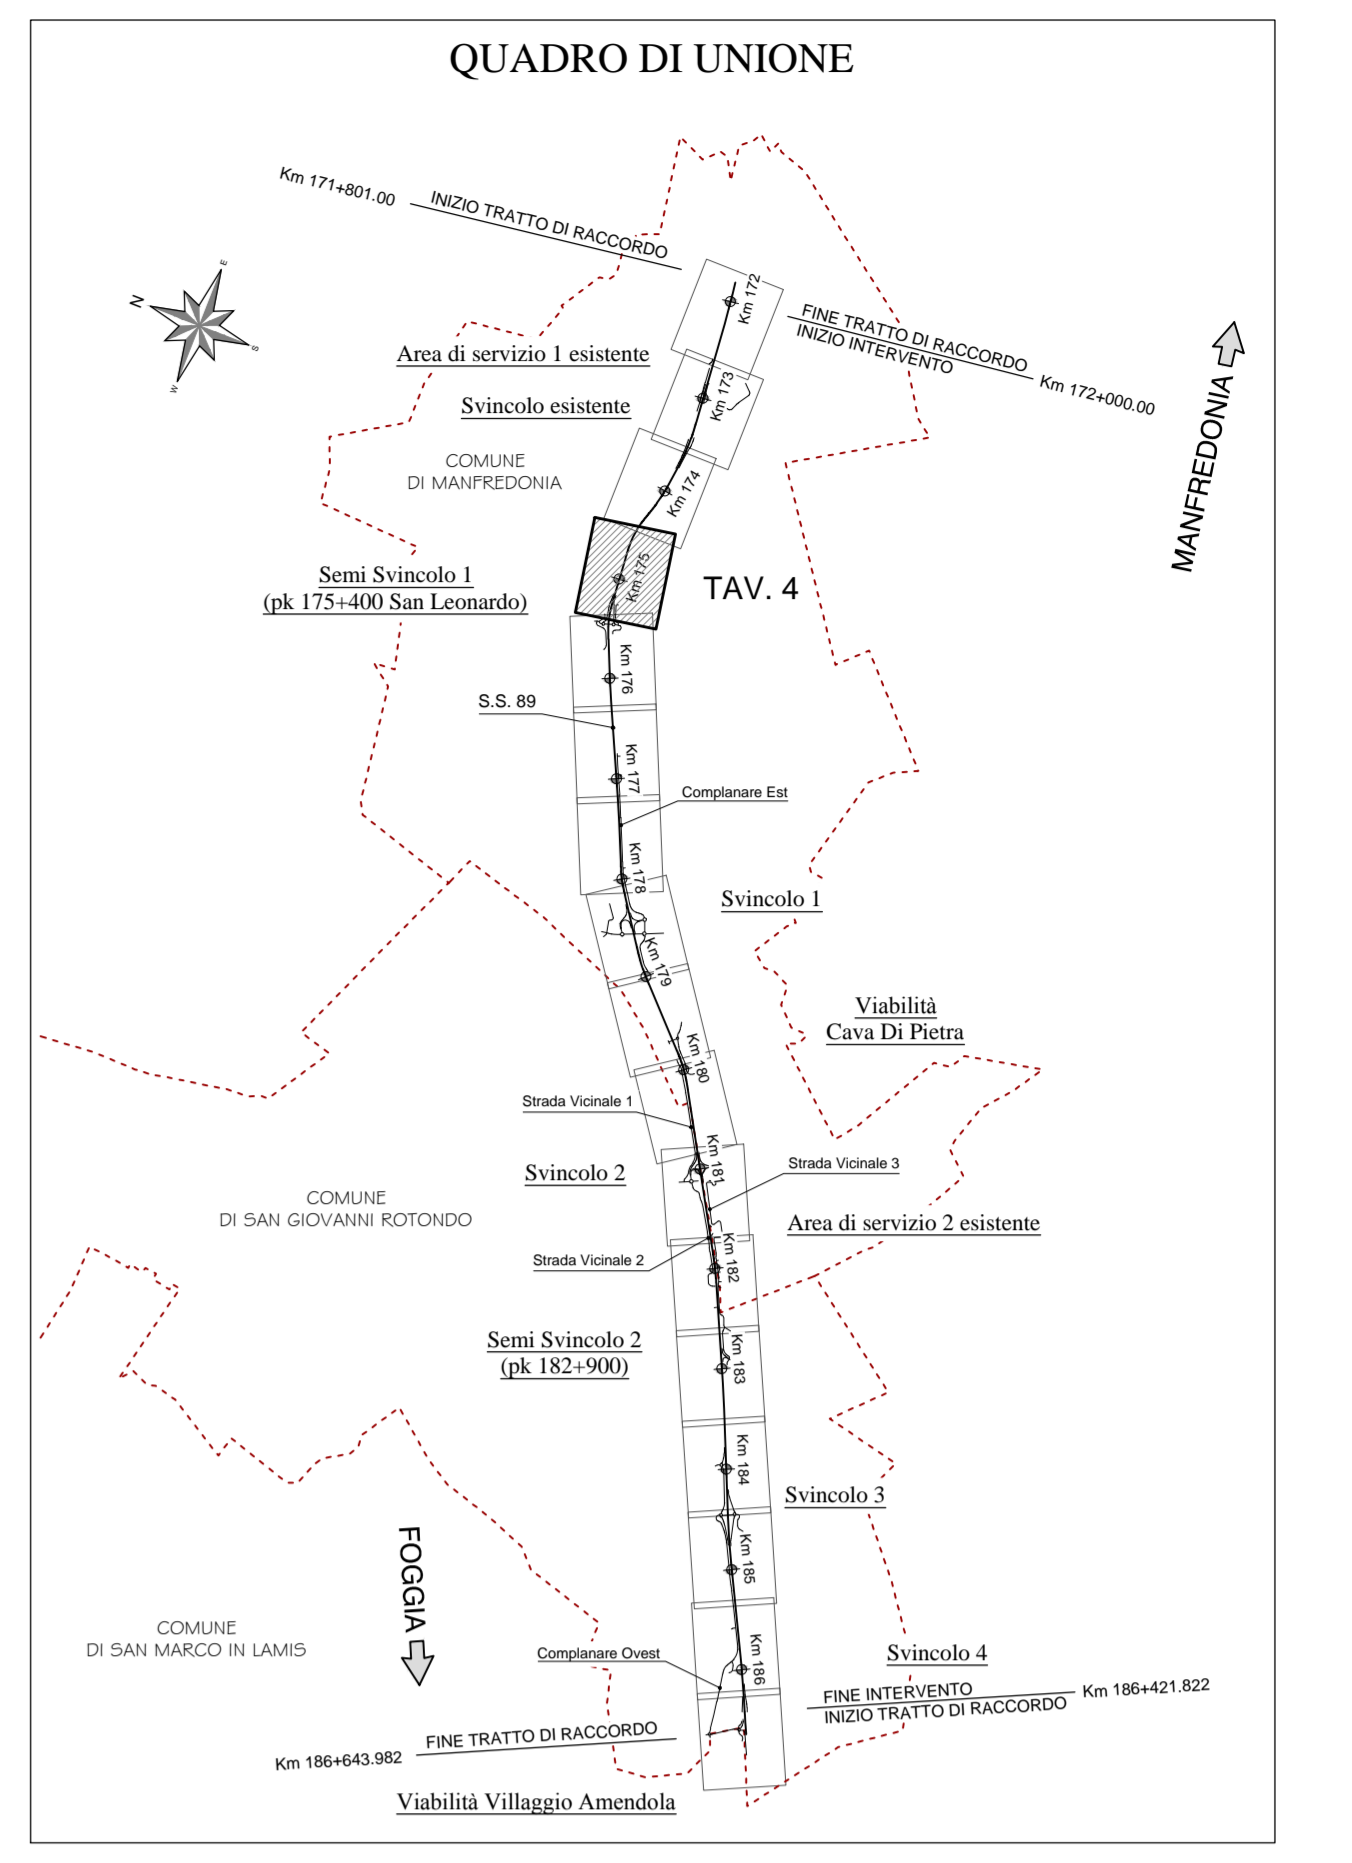 QUADRO DI UNIONE
Km 171+801.00
INIZIO TRATTO DI RACCORDO
N
E
S
W
Km 172
FINE TRATTO DI RACCORDO
INIZIO INTERVENTO
Km 172+000.00
MANFREDONIA
Area di servizio 1 esistente
Km 173
Svincolo esistente
COMUNE
DI MANFREDONIA
Km 174
Semi Svincolo 1
(pk 175+400 San Leonardo)
Km 175
TAV. 4
Km 176
S.S. 89
Km 177
Complanare Est
Km 178
Svincolo 1
Km 179
Viabilità
Cava Di Pietra
Km 180
Strada Vicinale 1
Km 181
Svincolo 2
Strada Vicinale 3
COMUNE
DI SAN GIOVANNI ROTONDO
Area di servizio 2 esistente
Strada Vicinale 2
Km 182
Semi Svincolo 2
(pk 182+900)
Km 183
Km 184
Svincolo 3
FOGGIA
Km 185
COMUNE
DI SAN MARCO IN LAMIS
Complanare Ovest
Km 186
Svincolo 4
FINE INTERVENTO
INIZIO TRATTO DI RACCORDO
Km 186+421.822
FINE TRATTO DI RACCORDO
Km 186+643.982
Viabilità Villaggio Amendola